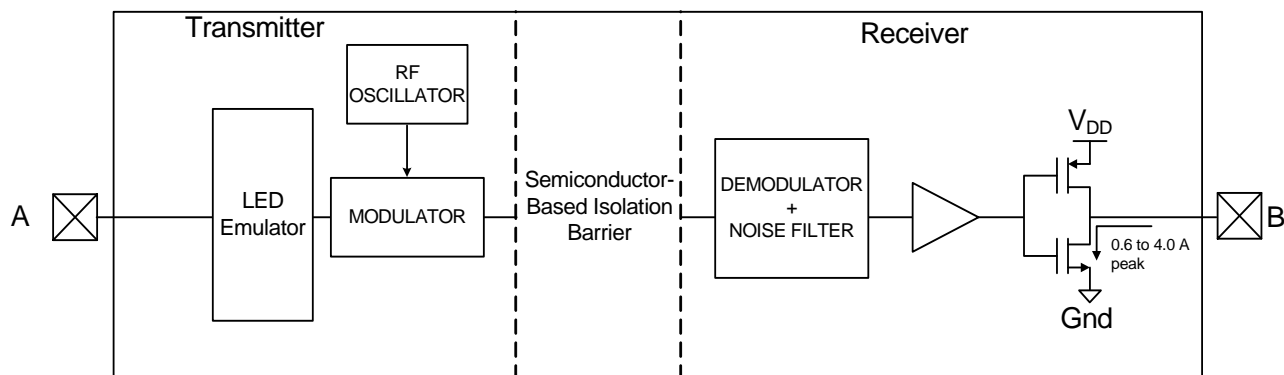 Transmitter
Receiver
RF
OSCILLATOR
V_DD
A
LED
Emulator
MODULATOR
Semiconductor-
Based Isolation
Barrier
DEMODULATOR
+
NOISE FILTER
B
0.6 to 4.0 A
peak
Gnd